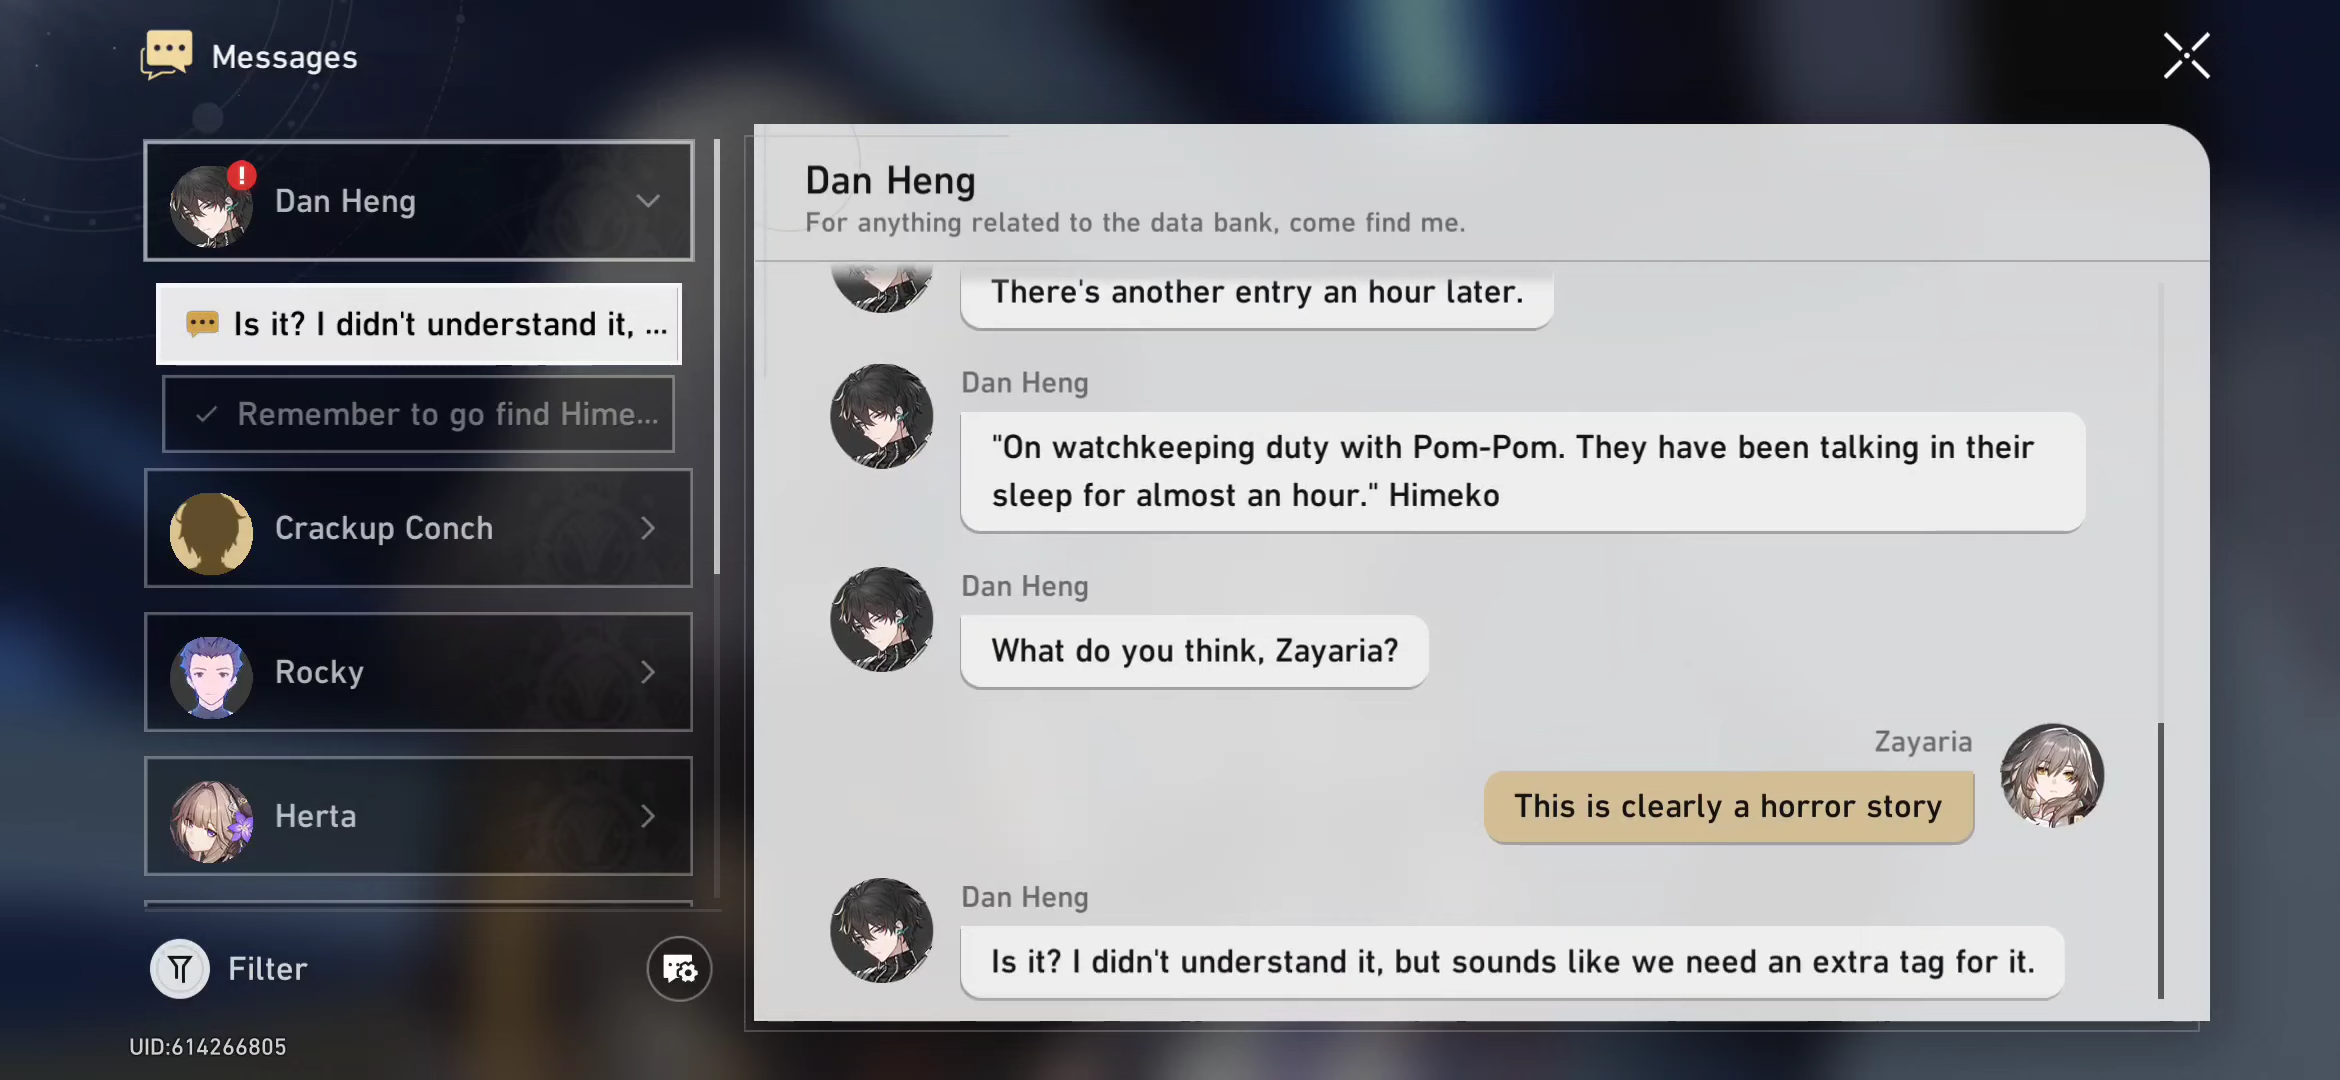 Messages
Dan Heng
Is it? I didn't understand it, ...
Remember to go find Hime...
Crackup Conch
Rocky
Herta
Filter
UID:614266805
Dan Heng
For anything related to the data bank, come find me.
There's another entry an hour later.
Dan Heng
"On watchkeeping duty with Pom-Pom. They have been talking in their
sleep for almost an hour." Himeko
Dan Heng
What do you think, Zayaria?
Zayaria
This is clearly a horror story
Dan Heng
Is it? I didn't understand it, but sounds like we need an extra tag for it.